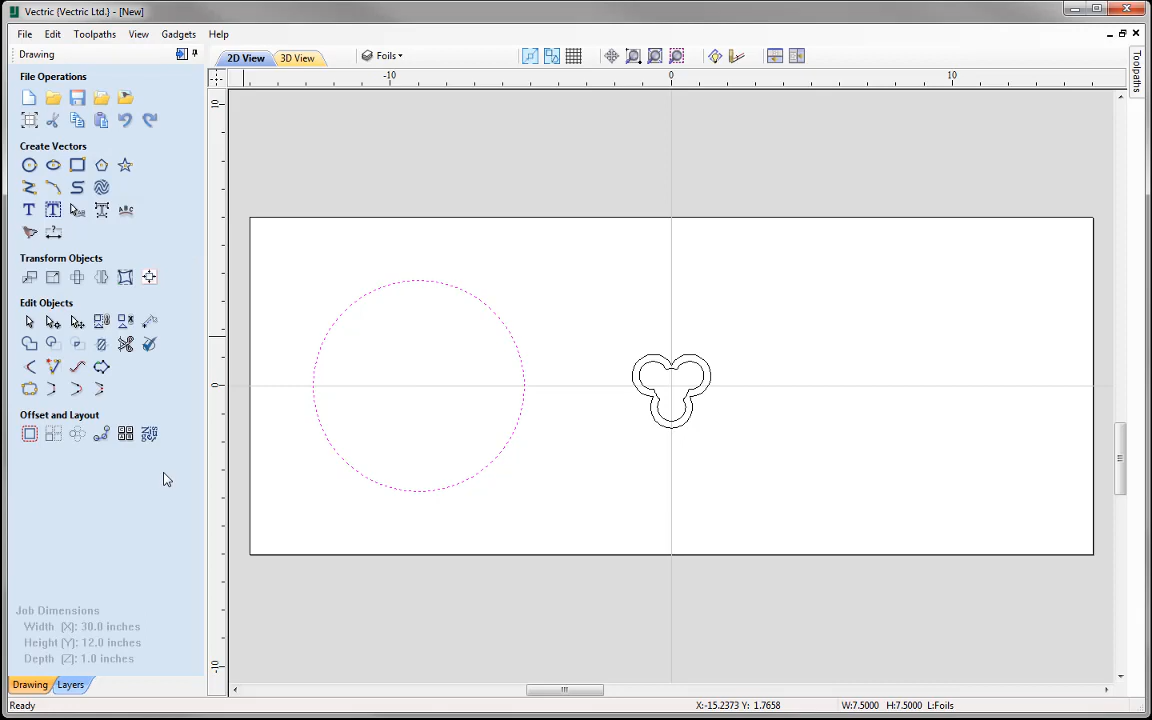 Vectric {Vectric Ltd.} - [New]
File Edit Toolpaths View Gadgets Help
Drawing
2D View 3D View Foils
-10 0 10
Toolpaths
File Operations
Create Vectors
Transform Objects
Edit Objects
Offset and Layout
10
0
-10
Job Dimensions
Width [X]: 30.0 inches
Height [Y]: 12.0 inches
Depth [Z]: 1.0 inches
Drawing Layers
Ready X:-15.2373 Y: 1.7658 W:7.5000 H:7.5000 L:Foils